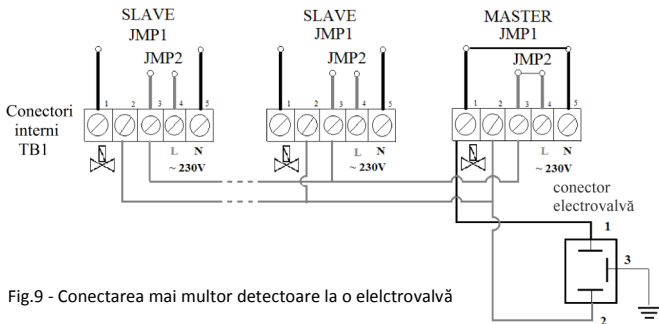 SLAVE SLAVE MASTER
JMP1 JMP1 JMP1
JMP2 JMP2 JMP2
1 2 3 4 5 1 2 3 4 5 1 2 3 4 5
Conectori
interni
TB1
L N L N L N
~ 230V ~ 230V ~ 230V
conector
electrovalvă
1
3
2
Fig.9 - Conectarea mai multor detectoare la o elelctrovalvă